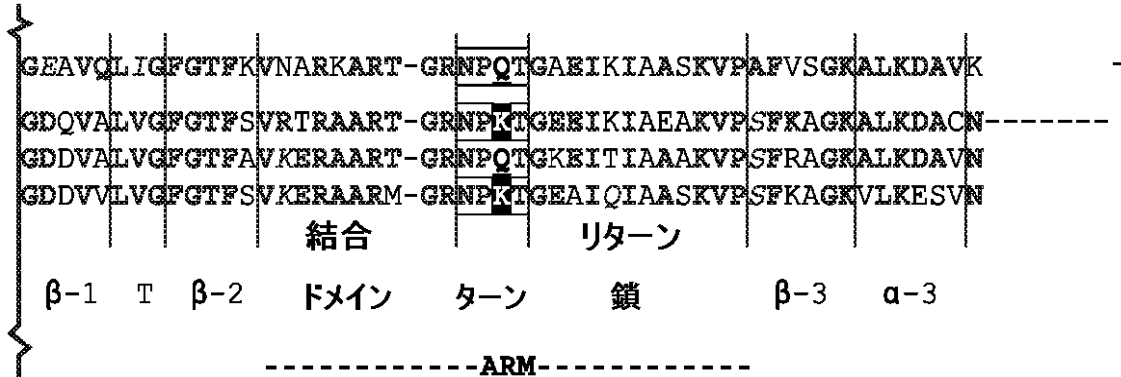 GEAVQLIGFGTFKVNARKART-GRNPQTGAEIKIAASKVPAFVSGKALKDAVK -
GDQVALVGFGTFSVRTRAART-GRNPKTGEEIKIAEAKVPSFKAGKALKDACN-------
GDDVALVGFGTFAVKERAART-GRNPQTGKEITIAAAKVPSFRAGKALKDAVN
GDDVVLVGFGTFSVKERAARM-GRNPKTGEAIQIAASKVPSFKAGKVLKESVN
結合 リターン
β-1 T β-2 ドメイン ターン 鎖 β-3 α-3
------------ARM------------